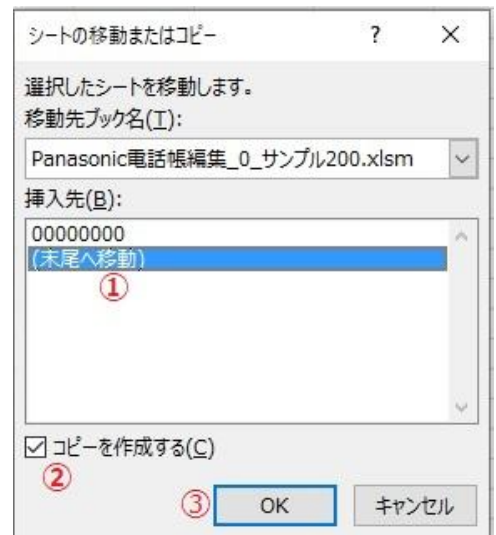 シートの移動またはコピー ? ×
選択したシートを移動します。
移動先ブック名(T):
Panasonic電話帳編集_0_サンプル200.xlsm
挿入先(B):
00000000
(末尾へ移動)
①
コピーを作成する(C)
②
③ OK キャンセル